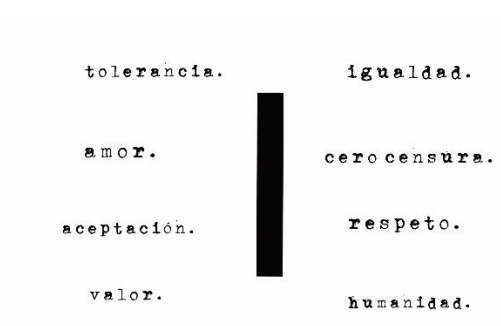 tolerancia.
amor.
aceptación.
valor.
igualdad.
cero censura.
respeto.
humanidad.